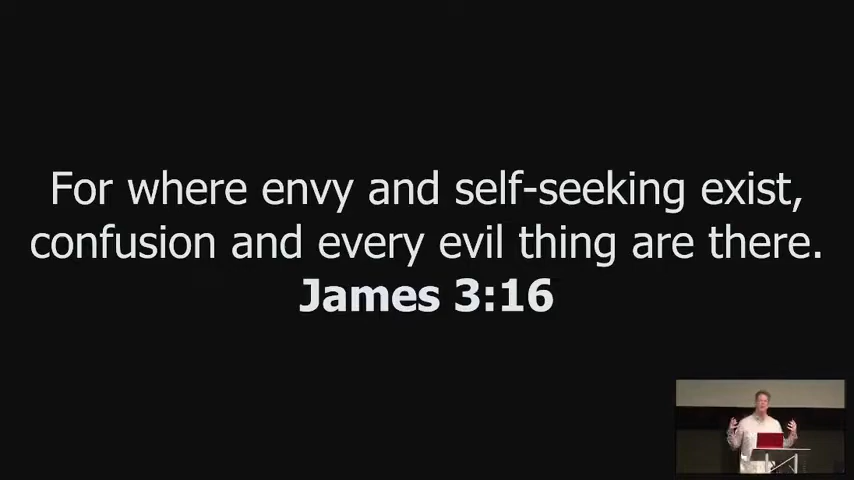 For where envy and self-seeking exist,
confusion and every evil thing are there.
James 3:16